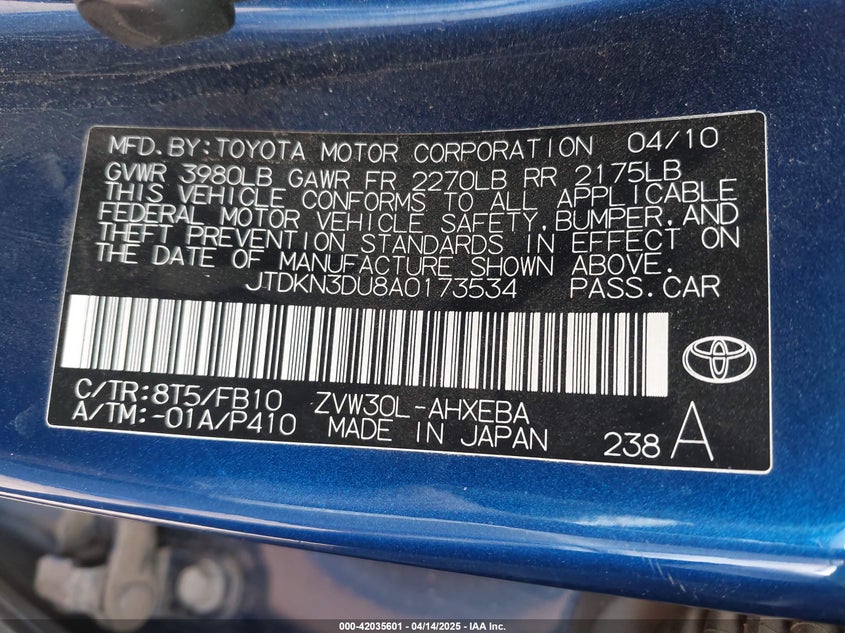 MFD. BY: TOYOTA MOTOR CORPORATION 04/10
GVWR 3980LB GAWR FR 2270LB RR 2175LB
THIS VEHICLE CONFORMS TO ALL APPLICABLE
FEDERAL MOTOR VEHICLE SAFETY, BUMPER, AND
THEFT PREVENTION STANDARDS IN EFFECT ON
THE DATE OF MANUFACTURE SHOWN ABOVE.
JTDKN3DU8A0173534 PASS.CAR
C/TR:8T5/FB10 ZVW30L-AHXEBA
A/TM:-01A/P410 MADE IN JAPAN 238 A
000-42035601 | 04/14/2025 | IAA Inc.